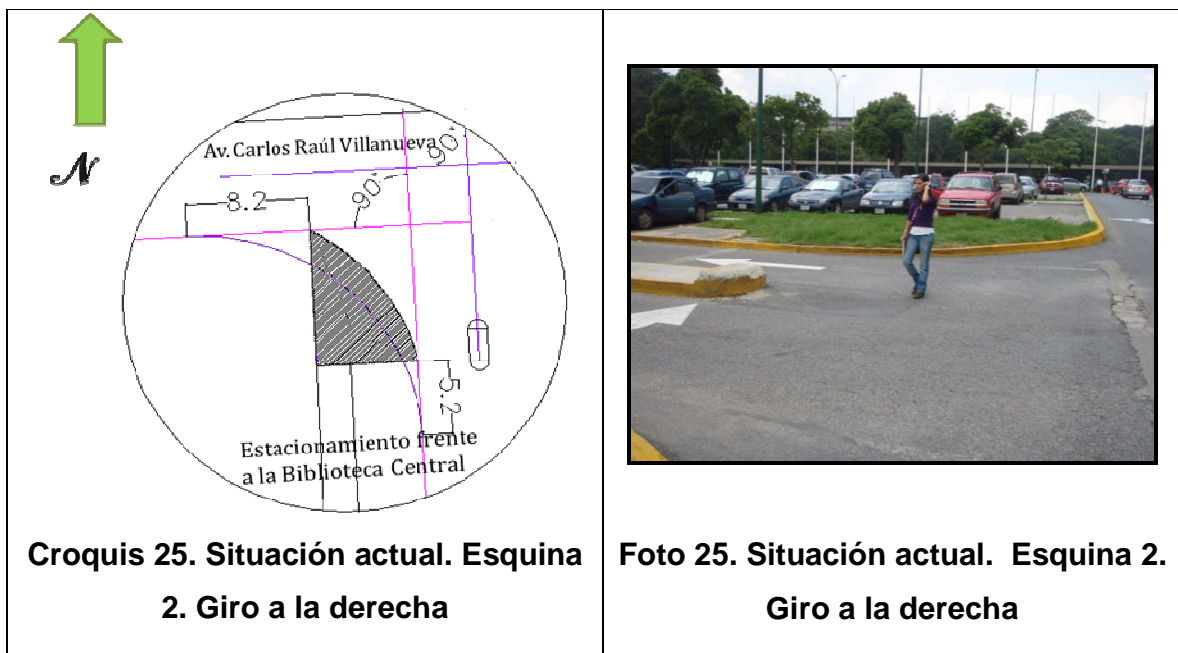 N
Av. Carlos Raúl Villanueva
90.
90.
8.2
5.2
Estacionamiento frente
a la Biblioteca Central
Croquis 25. Situación actual. Esquina
2. Giro a la derecha
Foto 25. Situación actual. Esquina 2.
Giro a la derecha